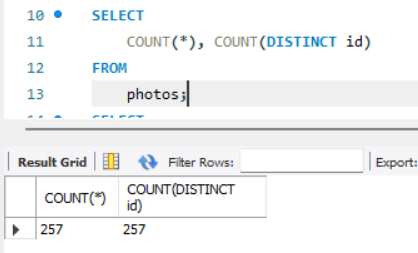 10 SELECT
11 COUNT(*), COUNT(DISTINCT id)
12 FROM
13 photos;
Result Grid Filter Rows: Export:
COUNT(*) COUNT(DISTINCT
id)
257 257